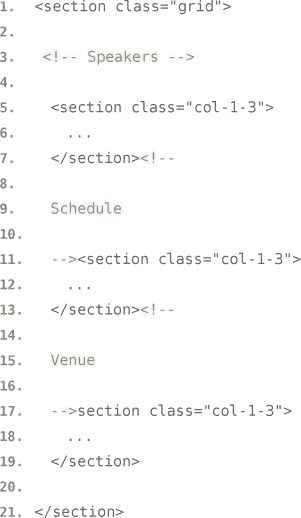 1. <section class="grid">
2.
3. <!-- Speakers -->
4.
5. <section class="col-1-3">
6. ...
7. </section><!--
8.
9. Schedule
10.
11. --><section class="col-1-3">
12. ...
13. </section><!--
14.
15. Venue
16.
17. -->section class="col-1-3">
18. ...
19. </section>
20.
21. </section>